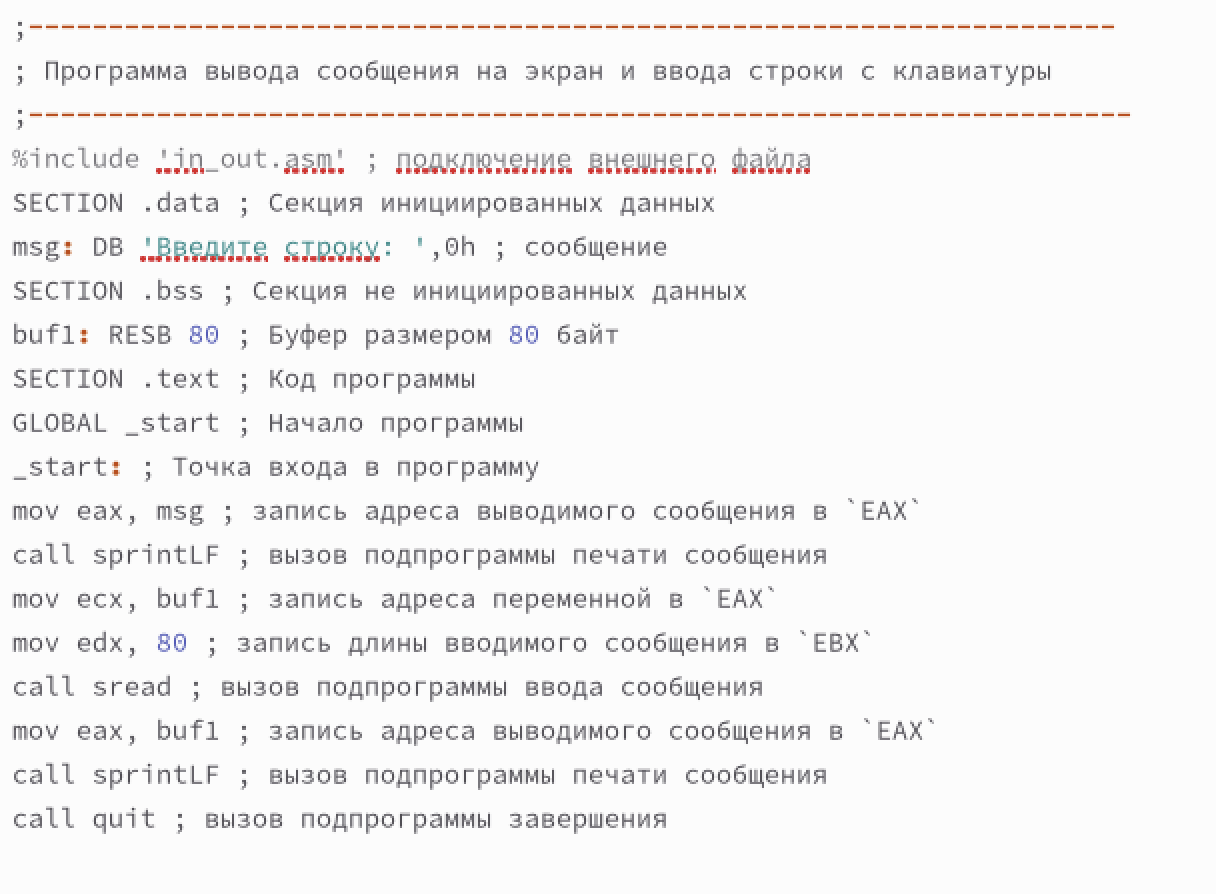 ;--------------------------------------------------------------------
; Программа вывода сообщения на экран и ввода строки с клавиатуры
;---------------------------------------------------------------------
%include 'in_out.asm' ; подключение внешнего файла
SECTION .data ; Секция инициированных данных
msg: DB 'Введите строку: ',0h ; сообщение
SECTION .bss ; Секция не инициированных данных
buf1: RESB 80 ; Буфер размером 80 байт
SECTION .text ; Код программы
GLOBAL _start ; Начало программы
_start: ; Точка входа в программу
mov eax, msg ; запись адреса выводимого сообщения в `EAX`
call sprintLF ; вызов подпрограммы печати сообщения
mov ecx, buf1 ; запись адреса переменной в `EAX`
mov edx, 80 ; запись длины вводимого сообщения в `EBX`
call sread ; вызов подпрограммы ввода сообщения
mov eax, buf1 ; запись адреса выводимого сообщения в `EAX`
call sprintLF ; вызов подпрограммы печати сообщения
call quit ; вызов подпрограммы завершения